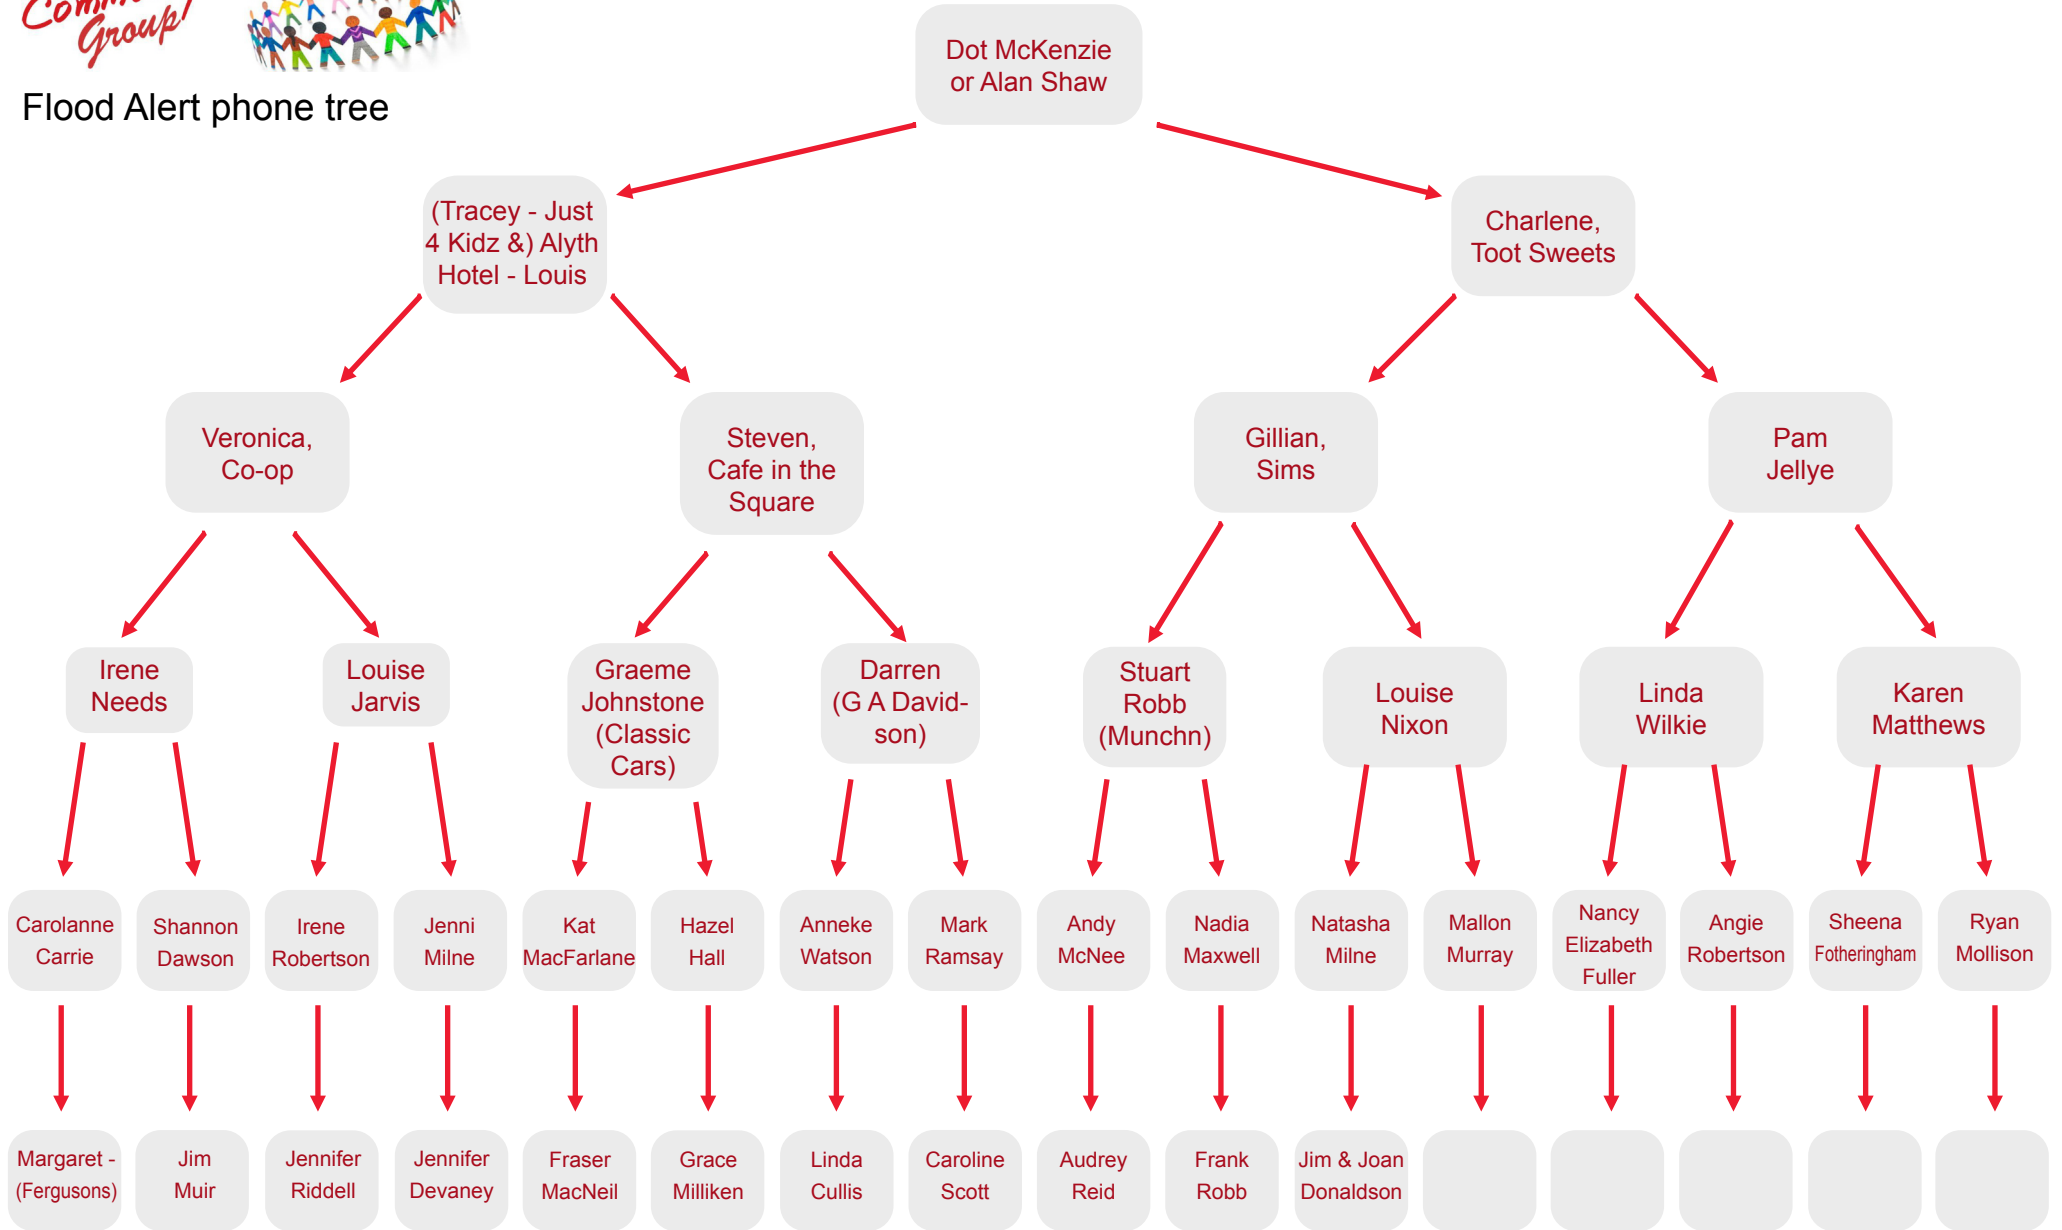 Group!
Flood Alert phone tree
Dot McKenzie
or Alan Shaw
(Tracey - Just
4 Kidz &) Alyth
Hotel - Louis
Charlene,
Toot Sweets
Veronica,
Co-op
Steven,
Cafe in the
Square
Gillian,
Sims
Pam
Jellye
Irene
Needs
Louise
Jarvis
Graeme
Johnstone
(Classic
Cars)
Darren
(G A David-
son)
Stuart
Robb
(Munchn)
Louise
Nixon
Linda
Wilkie
Karen
Matthews
Carolanne
Carrie
Shannon
Dawson
Irene
Robertson
Jenni
Milne
Kat
MacFarlane
Hazel
Hall
Anneke
Watson
Mark
Ramsay
Andy
McNee
Nadia
Maxwell
Natasha
Milne
Mallon
Murray
Nancy
Elizabeth
Fuller
Angie
Robertson
Sheena
Fotheringham
Ryan
Mollison
Margaret -
(Fergusons)
Jim
Muir
Jennifer
Riddell
Jennifer
Devaney
Fraser
MacNeil
Grace
Milliken
Linda
Cullis
Caroline
Scott
Audrey
Reid
Frank
Robb
Jim & Joan
Donaldson